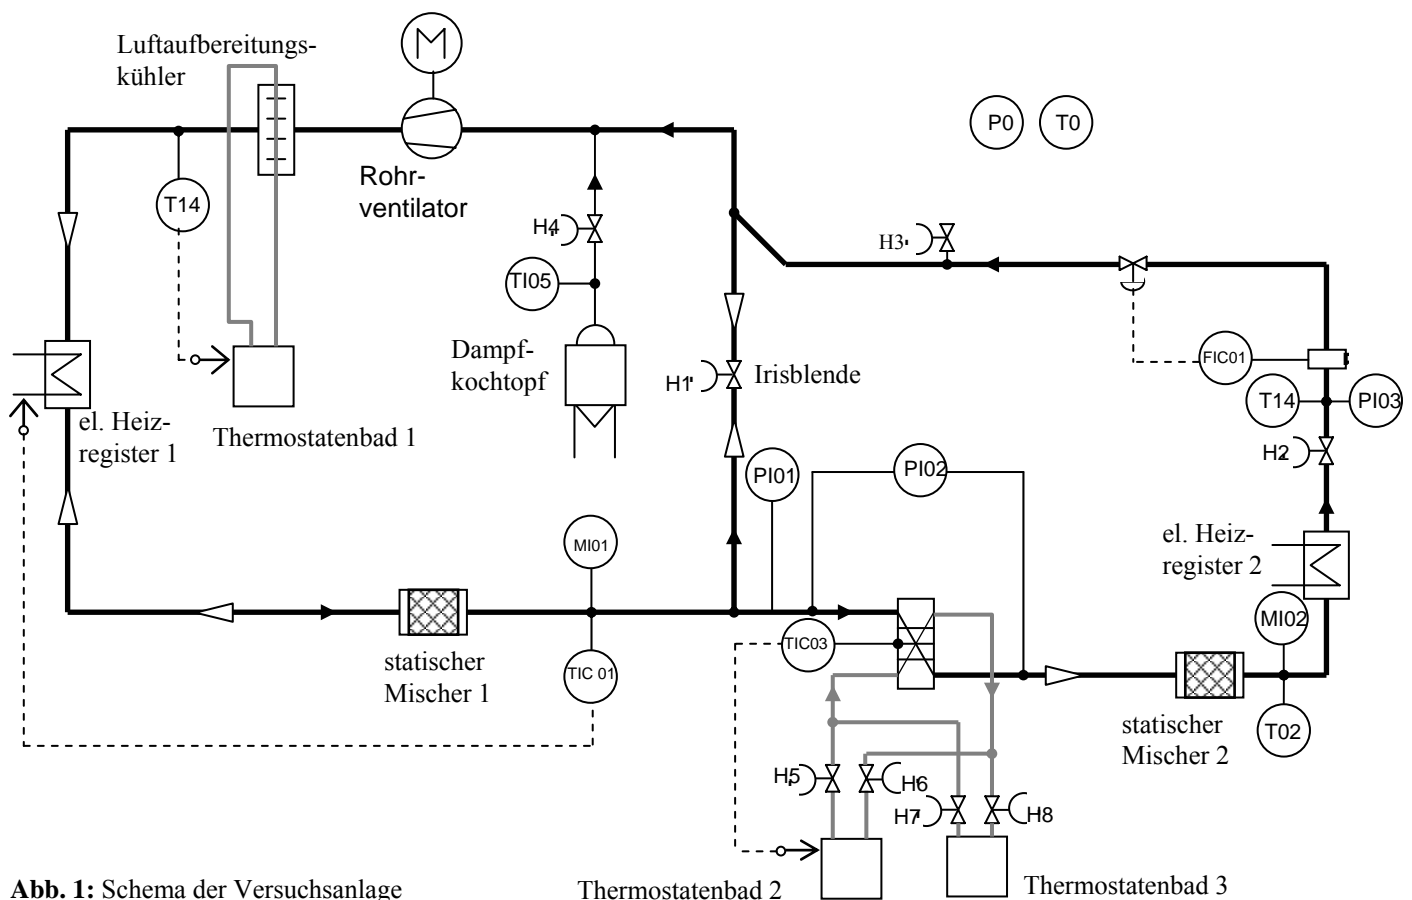 Luftaufbereitungs-
kühler
M
P0
T0
Rohr-
ventilator
T14
H4
H3
TI05
Dampf-
kochtopf
H1
Irisblende
FIC01
T14
PI03
el. Heiz-
register 1
Thermostatenbad 1
H2
PI01
PI02
MI01
el. Heiz-
register 2
MI02
TIC03
statischer
Mischer 1
TIC 01
statischer
Mischer 2
T02
H5
H6
H7
H8
Abb. 1: Schema der Versuchsanlage
Thermostatenbad 2
Thermostatenbad 3